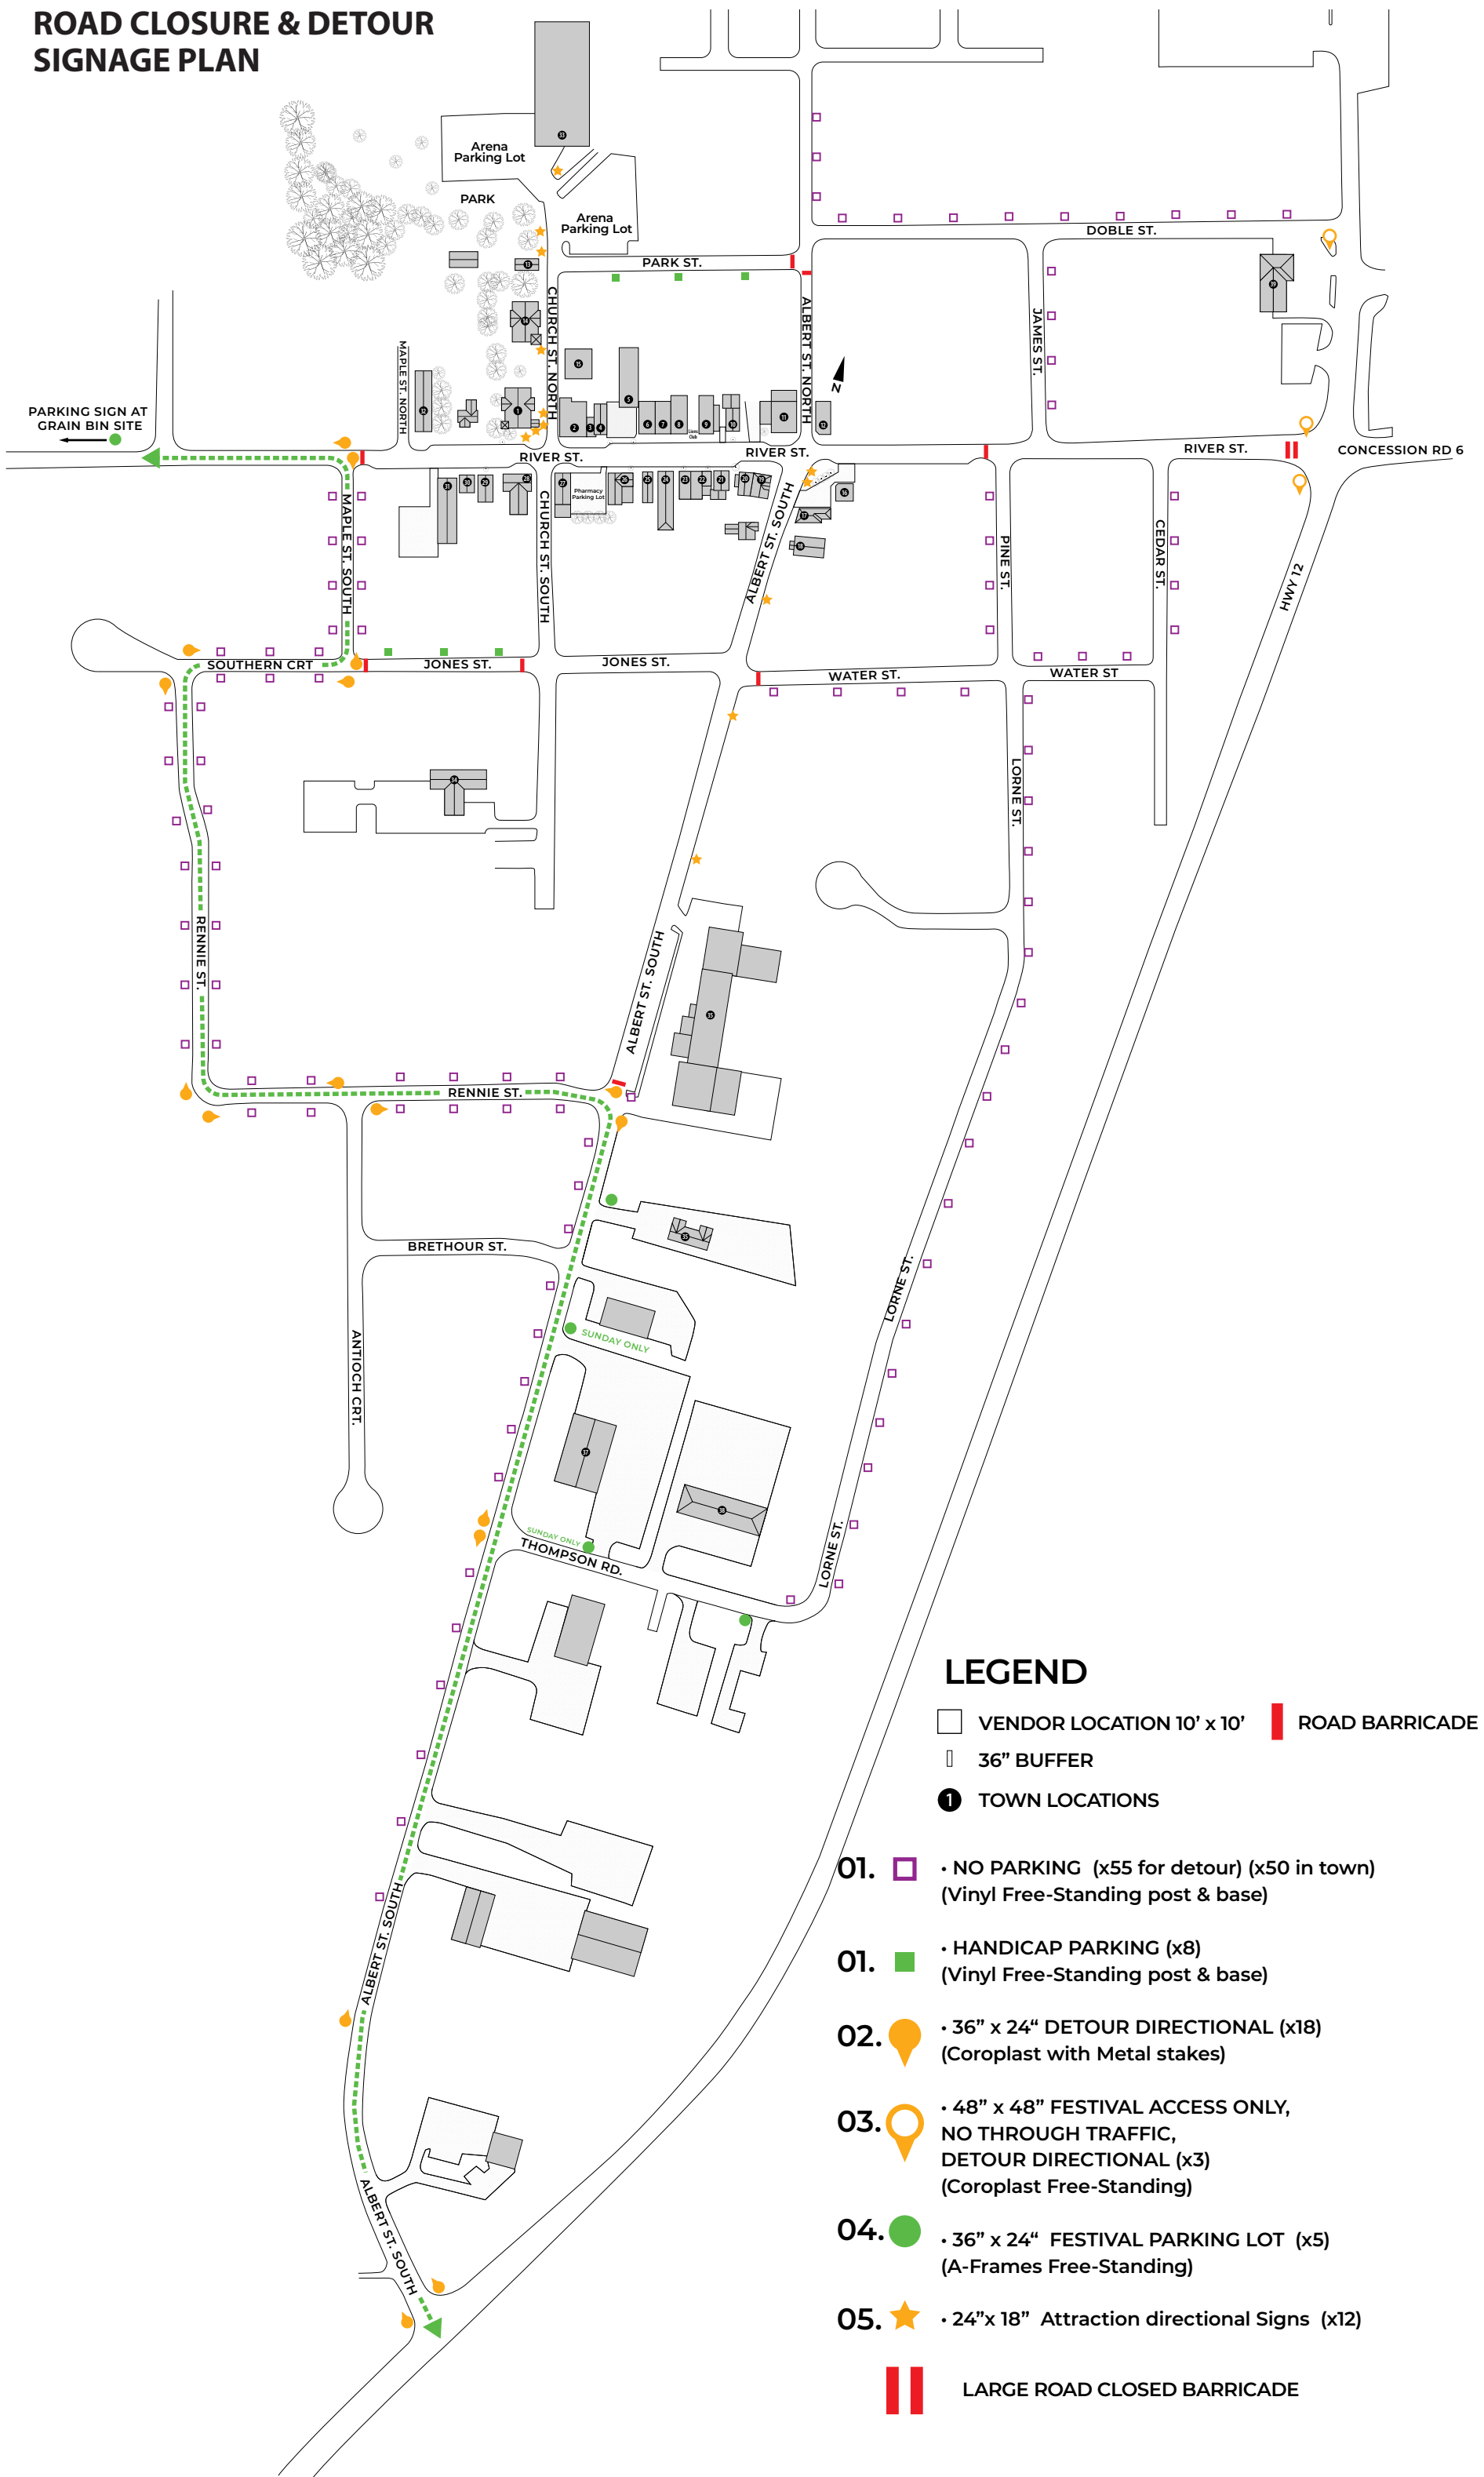 ROAD CLOSURE & DETOUR
SIGNAGE PLAN
Arena
Parking Lot
PARK
Arena
Parking Lot
DOBLE ST.
PARK ST.
CHURCH ST. NORTH
ALBERT ST. NORTH
JAMES ST.
MAPLE ST. NORTH
N
PARKING SIGN AT
GRAIN BIN SITE
RIVER ST.
RIVER ST.
RIVER ST.
CONCESSION RD 6
Lions
Club
Pharmacy
Parking Lot
MAPLE ST. SOUTH
CHURCH ST. SOUTH
ALBERT ST. SOUTH
PINE ST.
CEDAR ST.
HWY 12
SOUTHERN CRT
JONES ST.
JONES ST.
WATER ST.
WATER ST
LORNE ST.
RENNIE ST.
ALBERT ST. SOUTH
RENNIE ST.
BRETHOUR ST.
ANTIOCH CRT.
SUNDAY ONLY
LORNE ST.
SUNDAY ONLY
THOMPSON RD.
LORNE ST.
ALBERT ST. SOUTH
ALBERT ST. SOUTH
LEGEND
VENDOR LOCATION 10’ x 10’
ROAD BARRICADE
36” BUFFER
1 TOWN LOCATIONS
01. • NO PARKING (x55 for detour) (x50 in town)
(Vinyl Free-Standing post & base)
01. • HANDICAP PARKING (x8)
(Vinyl Free-Standing post & base)
02. • 36” x 24“ DETOUR DIRECTIONAL (x18)
(Coroplast with Metal stakes)
03. • 48” x 48” FESTIVAL ACCESS ONLY,
NO THROUGH TRAFFIC,
DETOUR DIRECTIONAL (x3)
(Coroplast Free-Standing)
04. • 36” x 24“ FESTIVAL PARKING LOT (x5)
(A-Frames Free-Standing)
05. • 24”x 18” Attraction directional Signs (x12)
LARGE ROAD CLOSED BARRICADE